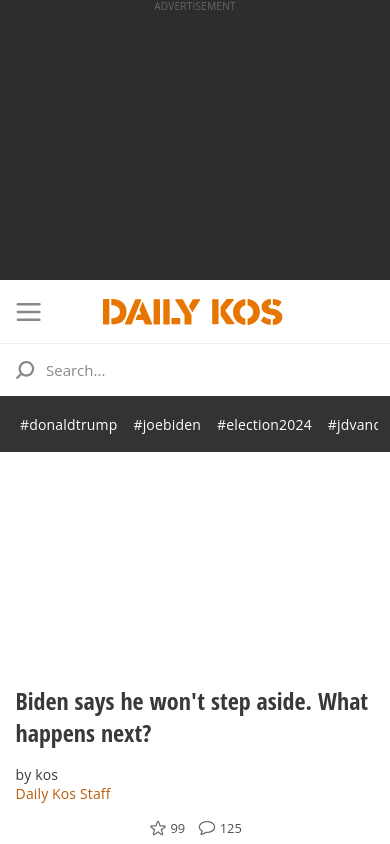 ADVERTISEMENT
DAILY KOS
Search...
#donaldtrump #joebiden #election2024 #jdvanc
Biden says he won't step aside. What
happens next?
by kos
Daily Kos Staff
99 125